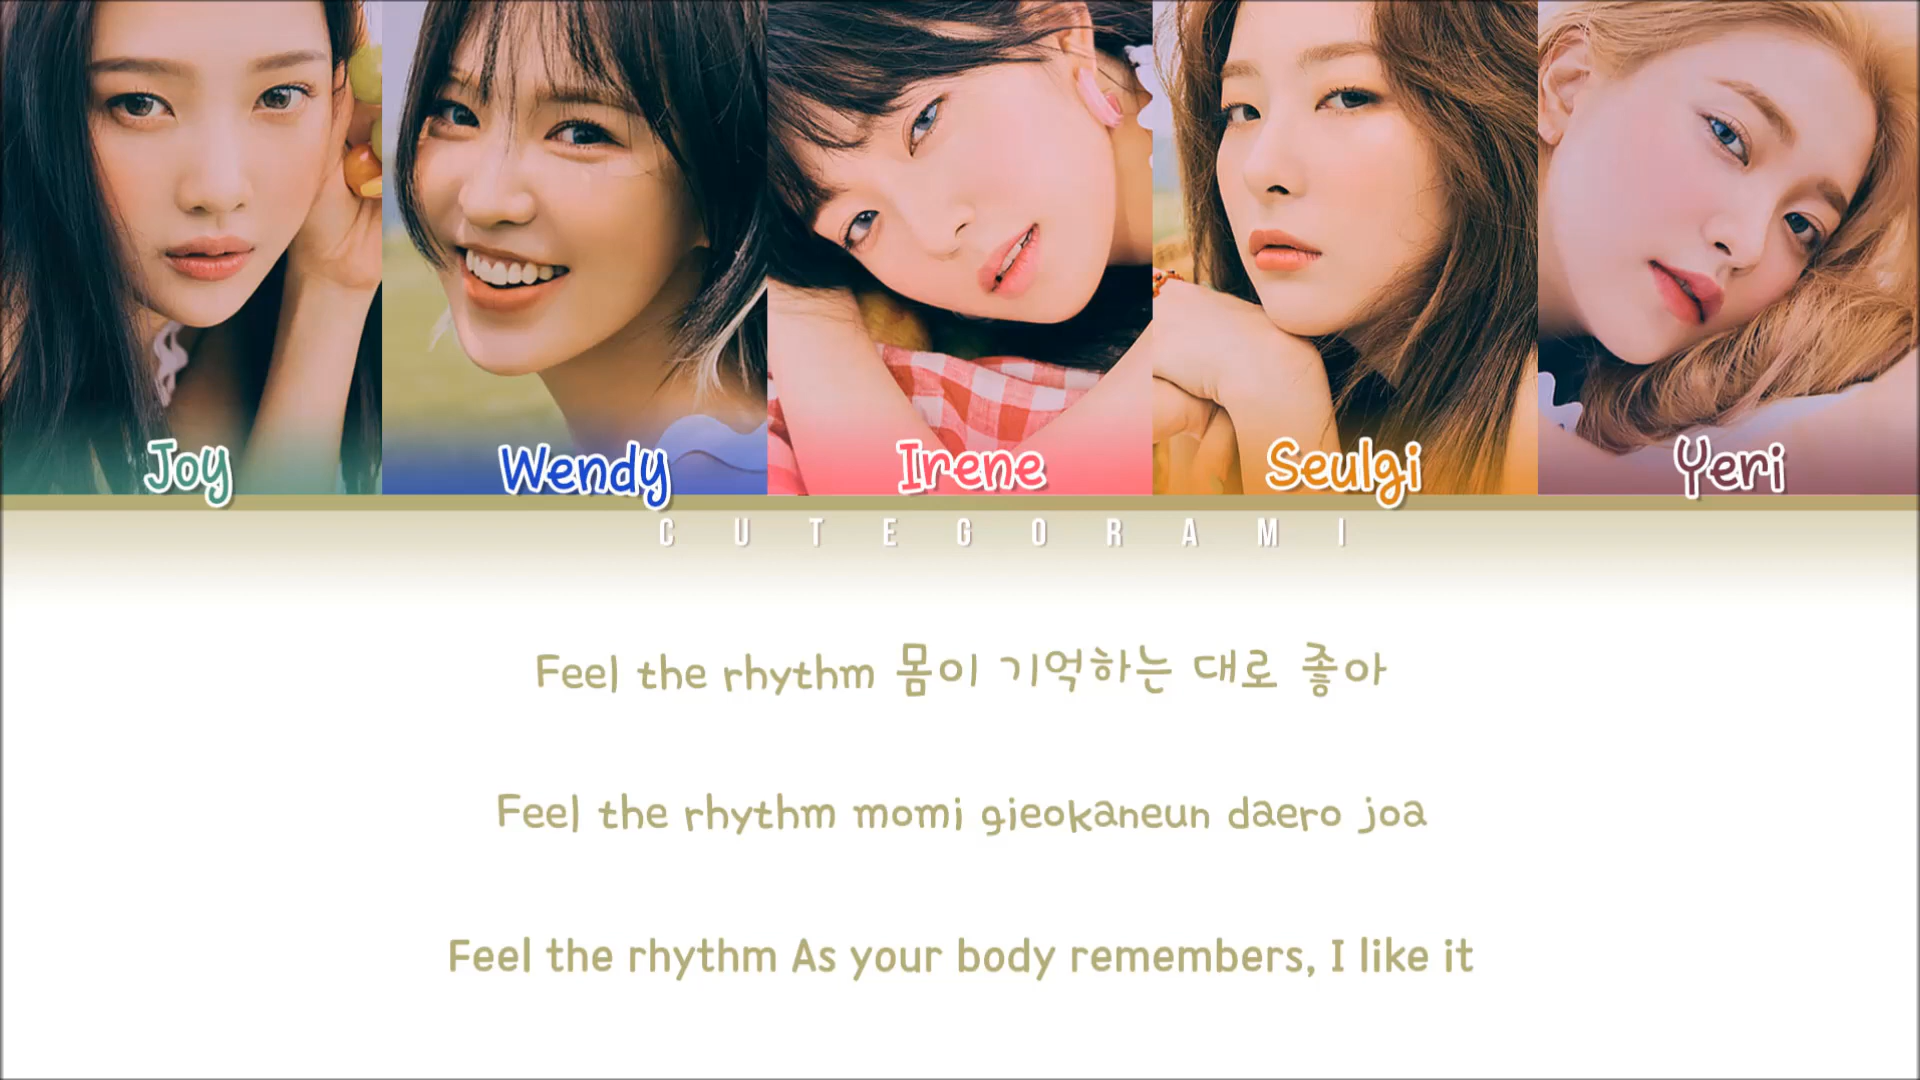 Joy
Wendy
Irene
Seulgi
Yeri
CUTEGORAMI
Feel the rhythm 몸이 기억하는 대로 좋아
Feel the rhythm momi gieokaneun daero joa
Feel the rhythm As your body remembers, I like it